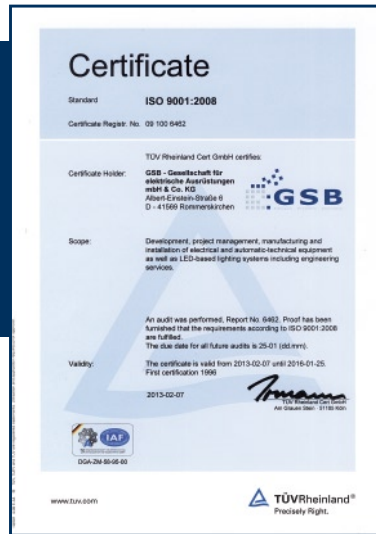 Certificate
Standard ISO 9001:2008
Certificate Registr. No. 09 100 6462
TÜV Rheinland Cert GmbH certifies:
Certificate Holder: GSB - Gesellschaft für
elektrische Ausrüstungen
mbH & Co. KG
Albert-Einstein-Straße 6
D - 41569 Rommerskirchen
GSB
Scope: Development, project management, manufacturing and
installation of electrical and automatic-technical equipment
as well as LED-based lighting systems including engineering
services.
An audit was performed, Report No. 6462. Proof has been
furnished that the requirements according to ISO 9001:2008
are fulfilled.
The due date for all future audits is 25-01 (dd.mm).
Validity: The certificate is valid from 2013-02-07 until 2016-01-25.
First certification 1996
2013-02-07
TÜV Rheinland Cert GmbH
Am Grauen Stein · 51105 Köln
IAF
DGA-ZM-60-95-00
www.tuv.com
TÜVRheinland®
Precisely Right.